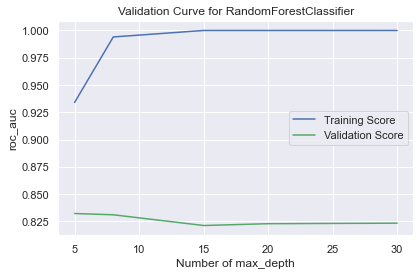 Validation Curve for RandomForestClassifier
1.000
0.975
0.950
0.925
0.900
0.875
0.850
0.825
roc_auc
Training Score
Validation Score
5 10 15 20 25 30
Number of max_depth